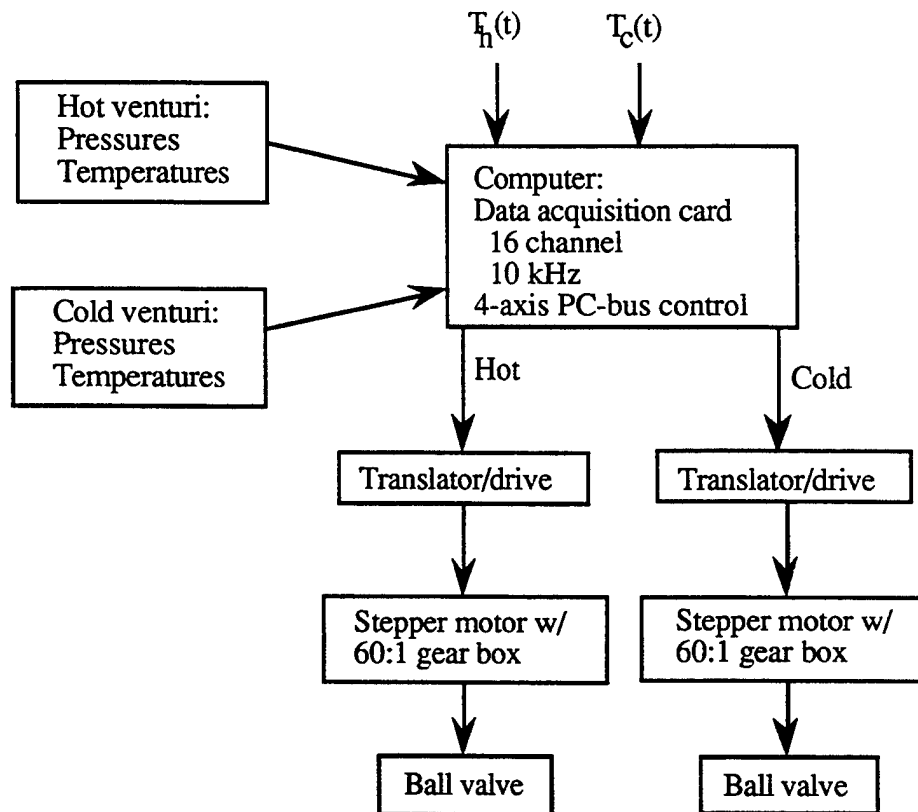 T_h(t)
T_c(t)
Hot venturi:
Pressures
Temperatures
Computer:
Data acquisition card
16 channel
10 kHz
4-axis PC-bus control
Cold venturi:
Pressures
Temperatures
Hot
Cold
Translator/drive
Translator/drive
Stepper motor w/
60:1 gear box
Stepper motor w/
60:1 gear box
Ball valve
Ball valve